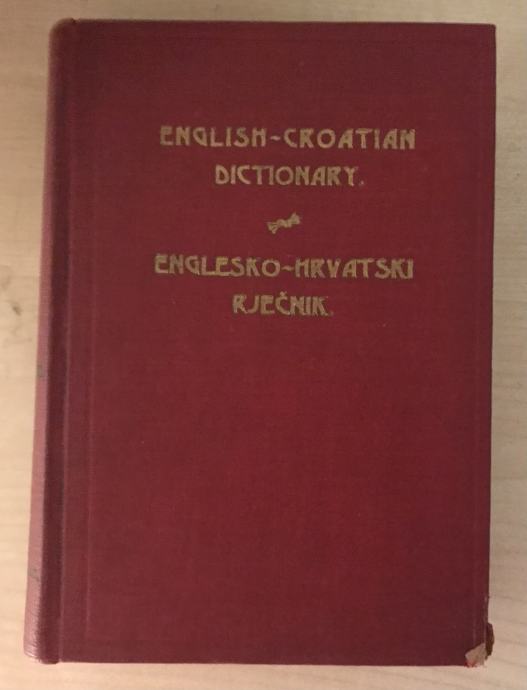 ENGLISH-CROATIAN
DICTIONARY.
ENGLESKO-HRVATSKI
RJEČNIK.